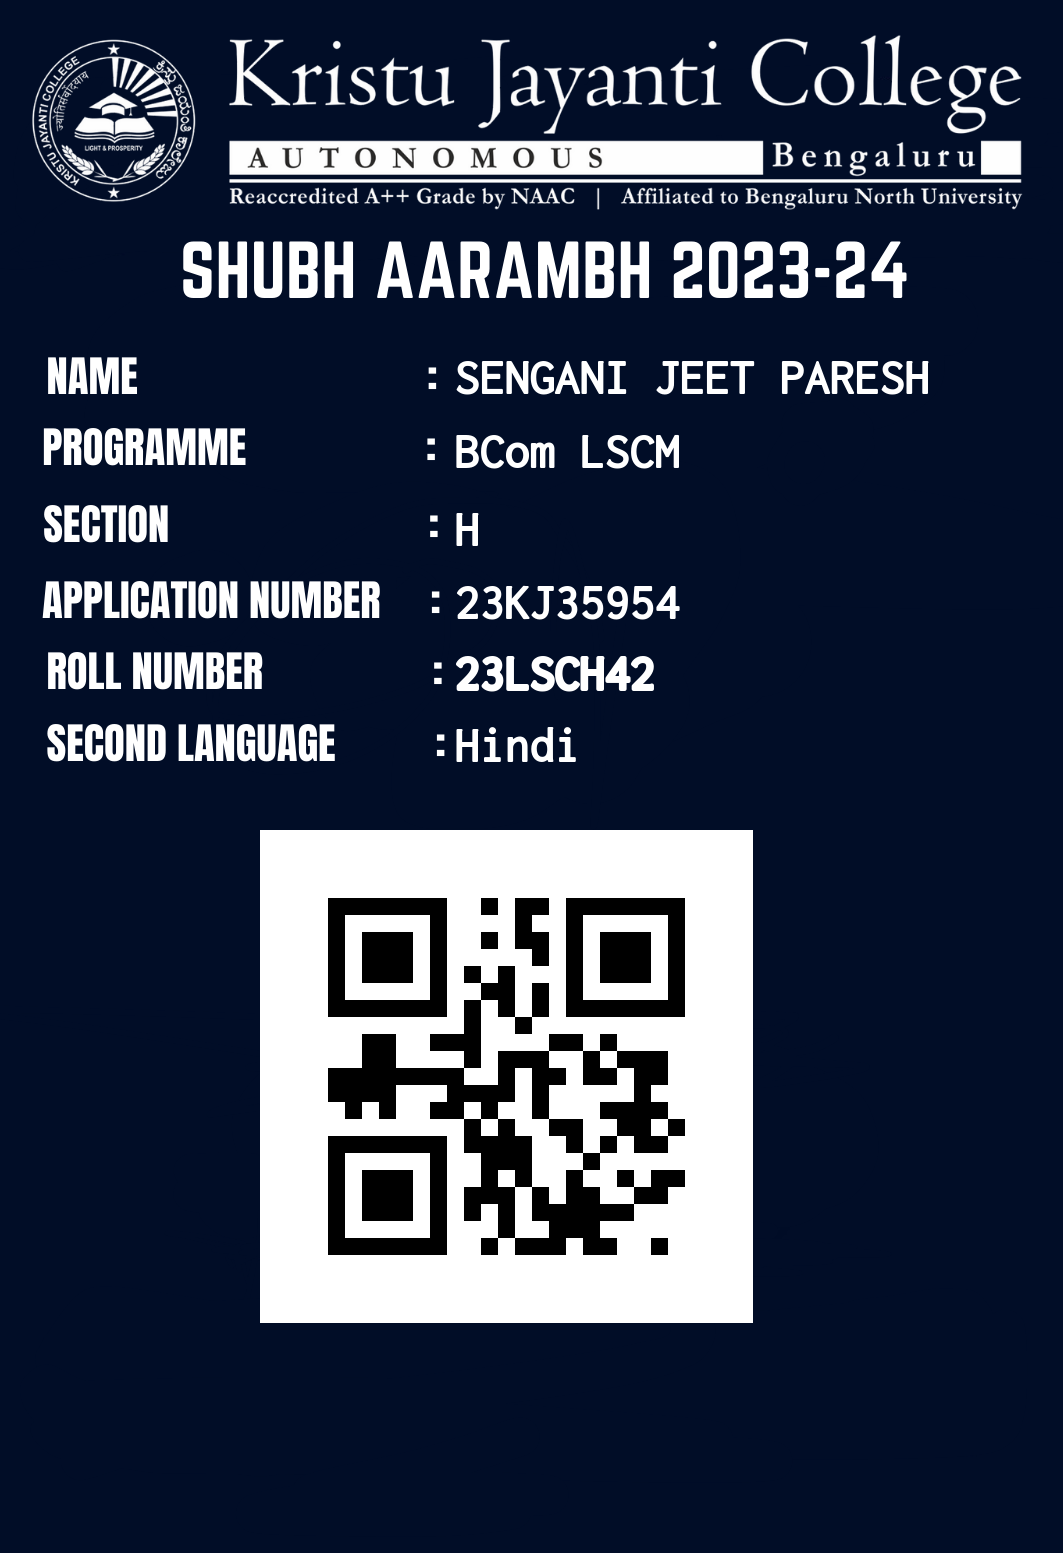 Kristu Jayanti College
AUTONOMOUS Bengaluru
Reaccredited A++ Grade by NAAC | Affiliated to Bengaluru North University
KRISTU JAYANTI COLLEGE
LIGHT & PROSPERITY
SHUBH AARAMBH 2023-24
NAME : SENGANI JEET PARESH
PROGRAMME : BCom LSCM
SECTION : H
APPLICATION NUMBER : 23KJ35954
ROLL NUMBER : 23LSCH42
SECOND LANGUAGE : Hindi